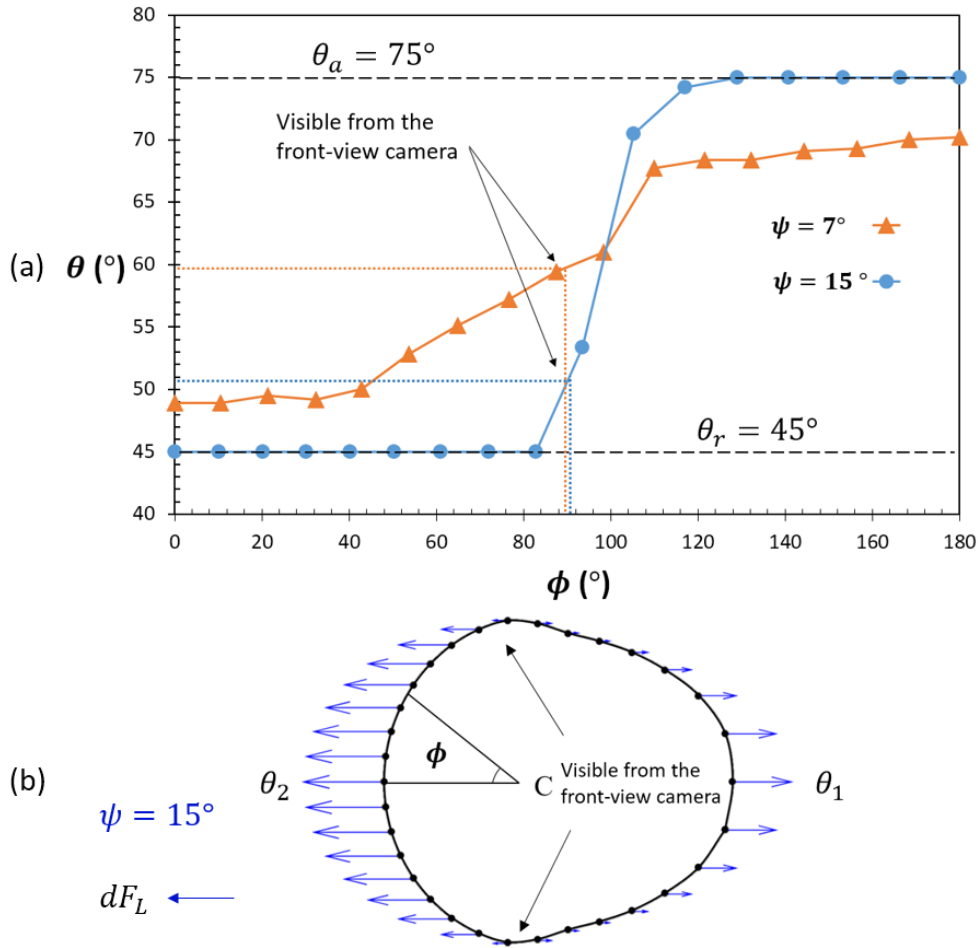 80
θₐ = 75°
75
Visible from the
front-view camera
70
65
ψ = 7°
(a) θ (°)
60
ψ = 15 °
55
50
θᵣ = 45°
45
40
0 20 40 60 80 100 120 140 160 180
ϕ (°)
ϕ
(b)
θ₂
C
Visible from the
front-view camera
θ₁
ψ = 15°
dF_L